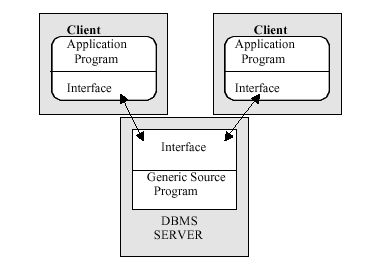 Client
Application
Program
Interface
Client
Application
Program
Interface
Interface
Generic Source
Program
DBMS
SERVER